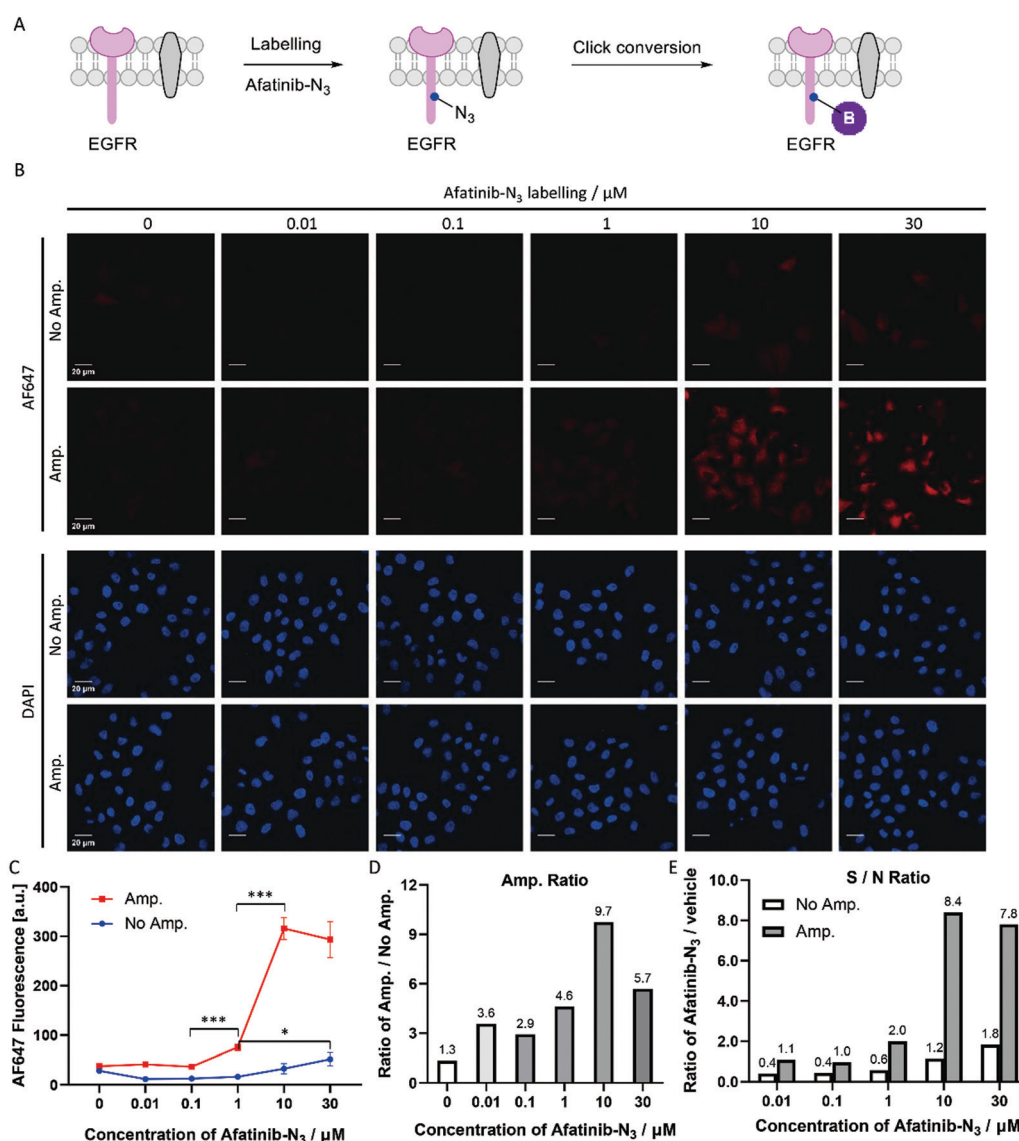 A
Labelling
Afatinib-N3
Click conversion
N3
B
EGFR
EGFR
EGFR
B
Afatinib-N3 labelling / μM
0 0.01 0.1 1 10 30
AF647
No Amp.
20 μm
Amp.
20 μm
DAPI
No Amp.
20 μm
Amp.
20 μm
C
AF647 Fluorescence [a.u.]
400
300
200
100
0
Amp.
No Amp.
***
***
*
0 0.01 0.1 1 10 30
Concentration of Afatinib-N3 / μM
D
Amp. Ratio
Ratio of Amp. / No Amp.
12
9
6
3
0
1.3
3.6
2.9
4.6
9.7
5.7
0 0.01 0.1 1 10 30
Concentration of Afatinib-N3 / μM
E
S / N Ratio
Ratio of Afatinib-N3 / vehicle
10.0
8.0
6.0
4.0
2.0
0.0
No Amp.
Amp.
0.4 1.1
0.4 1.0
0.6 2.0
1.2 8.4
1.8 7.8
0.01 0.1 1 10 30
Concentration of Afatinib-N3 / μM